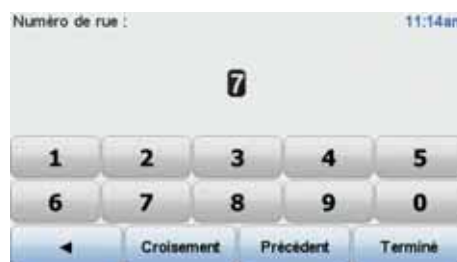 Numéro de rue : 11:14am
7
1 2 3 4 5
6 7 8 9 0
◄ Croisement Précédent Terminé